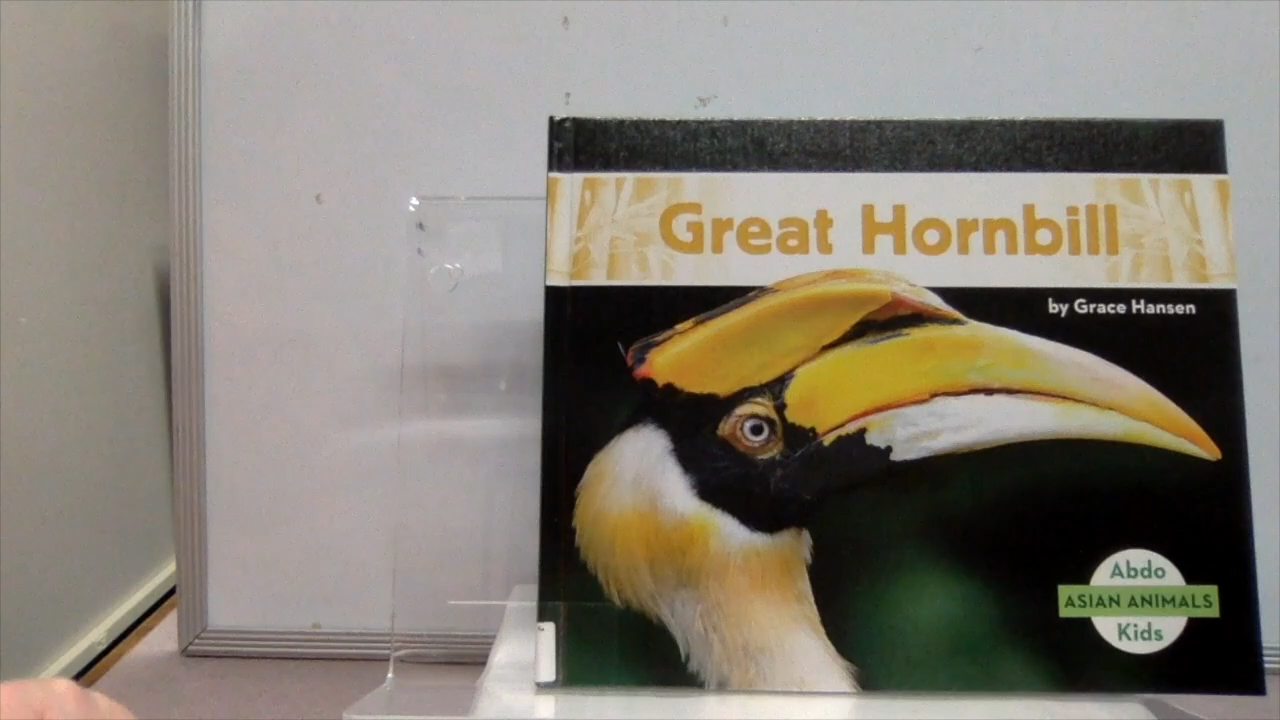 Great Hornbill
by Grace Hansen
Abdo
ASIAN ANIMALS
Kids